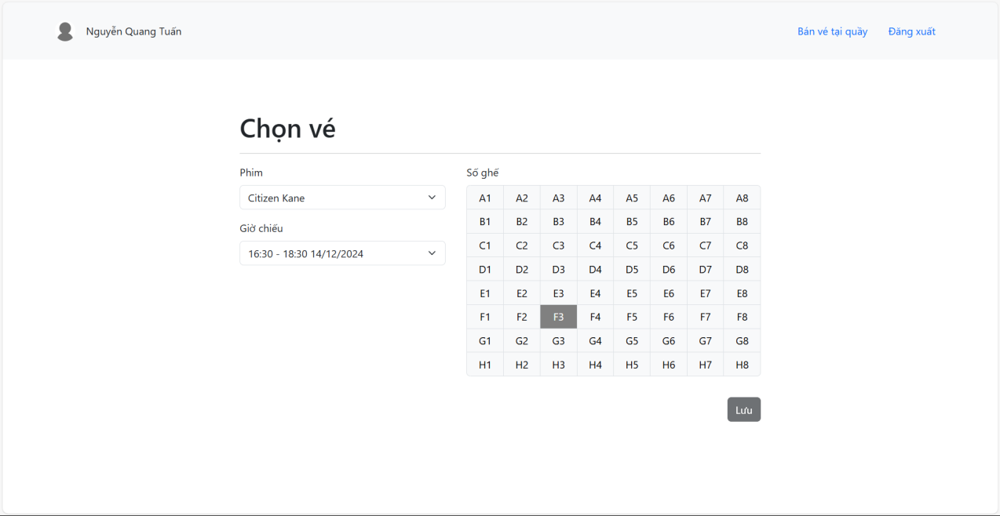 Nguyễn Quang Tuấn
Bán vé tại quầy
Đăng xuất
Chọn vé
Phim
Citizen Kane
Giờ chiếu
16:30 - 18:30 14/12/2024
Số ghế
A1 A2 A3 A4 A5 A6 A7 A8
B1 B2 B3 B4 B5 B6 B7 B8
C1 C2 C3 C4 C5 C6 C7 C8
D1 D2 D3 D4 D5 D6 D7 D8
E1 E2 E3 E4 E5 E6 E7 E8
F1 F2 F3 F4 F5 F6 F7 F8
G1 G2 G3 G4 G5 G6 G7 G8
H1 H2 H3 H4 H5 H6 H7 H8
Lưu